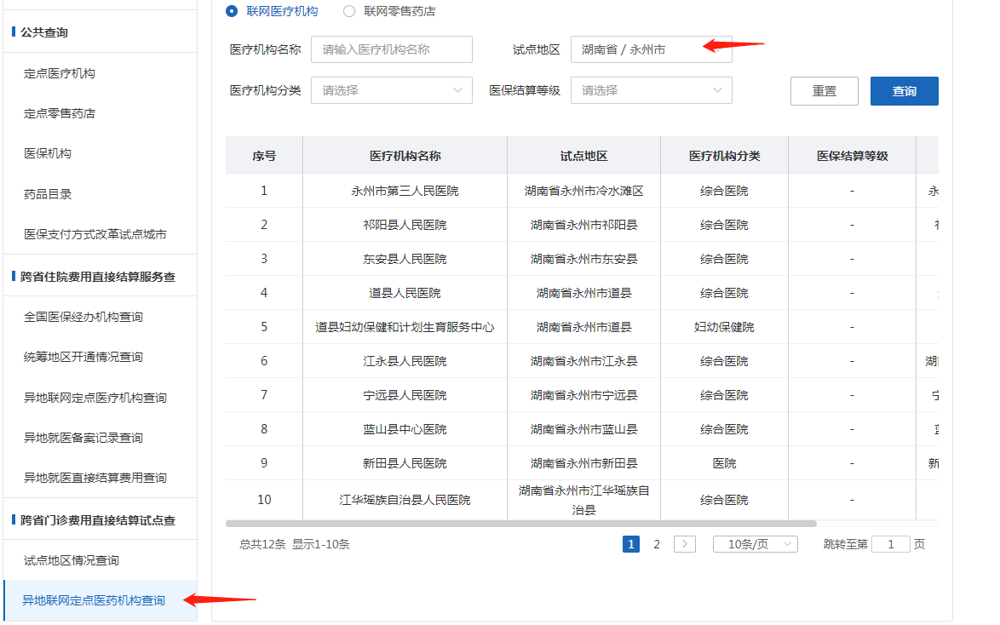 公共查询
定点医疗机构
定点零售药店
医保机构
药品目录
医保支付方式改革试点城市
跨省住院费用直接结算服务查
全国医保经办机构查询
统筹地区开通情况查询
异地联网定点医疗机构查询
异地就医备案记录查询
异地就医直接结算费用查询
跨省门诊费用直接结算试点查
试点地区情况查询
异地联网定点医药机构查询
联网医疗机构 联网零售药店
医疗机构名称 请输入医疗机构名称 试点地区 湖南省 / 永州市
医疗机构分类 请选择 医保结算等级 请选择 重置 查询
序号 医疗机构名称 试点地区 医疗机构分类 医保结算等级
1 永州市第三人民医院 湖南省永州市冷水滩区 综合医院 - 永
2 祁阳县人民医院 湖南省永州市祁阳县 综合医院 -
3 东安县人民医院 湖南省永州市东安县 综合医院 -
4 道县人民医院 湖南省永州市道县 综合医院 -
5 道县妇幼保健和计划生育服务中心 湖南省永州市道县 妇幼保健院 -
6 江永县人民医院 湖南省永州市江永县 综合医院 - 湖
7 宁远县人民医院 湖南省永州市宁远县 综合医院 -
8 蓝山县中心医院 湖南省永州市蓝山县 综合医院 -
9 新田县人民医院 湖南省永州市新田县 医院 - 新
10 江华瑶族自治县人民医院 湖南省永州市江华瑶族自
治县 综合医院 -
总共12条 显示1-10条 1 2 > 10条/页 跳转至第 1 页